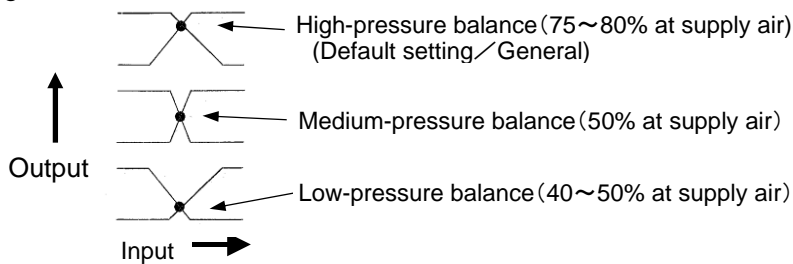 High-pressure balance（75～80% at supply air)
(Default setting／General)
Medium-pressure balance（50% at supply air）
Output
Low-pressure balance（40～50% at supply air）
Input